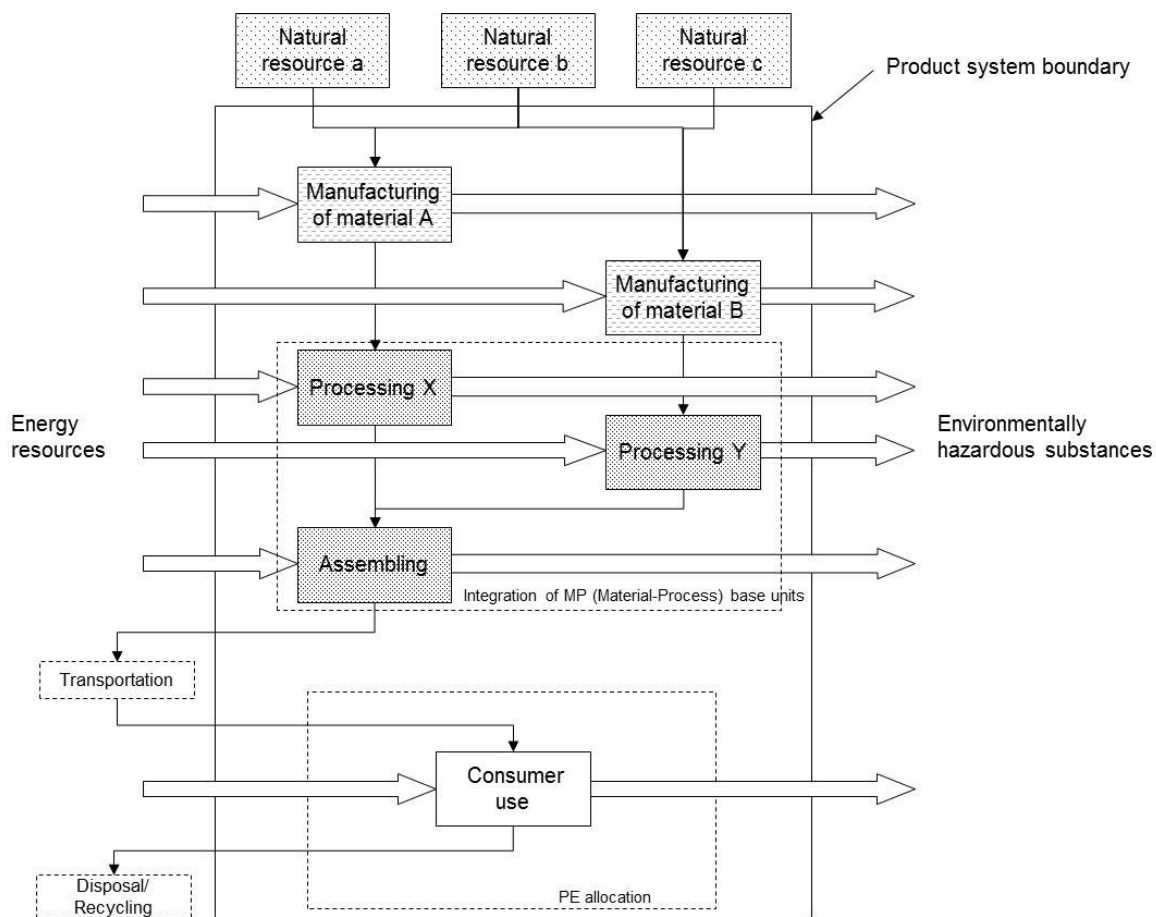 Natural
resource a
Natural
resource b
Natural
resource c
Product system boundary
Manufacturing
of material A
Manufacturing
of material B
Processing X
Energy
resources
Processing Y
Environmentally
hazardous substances
Assembling
Integration of MP (Material-Process) base units
Transportation
Consumer
use
PE allocation
Disposal/
Recycling